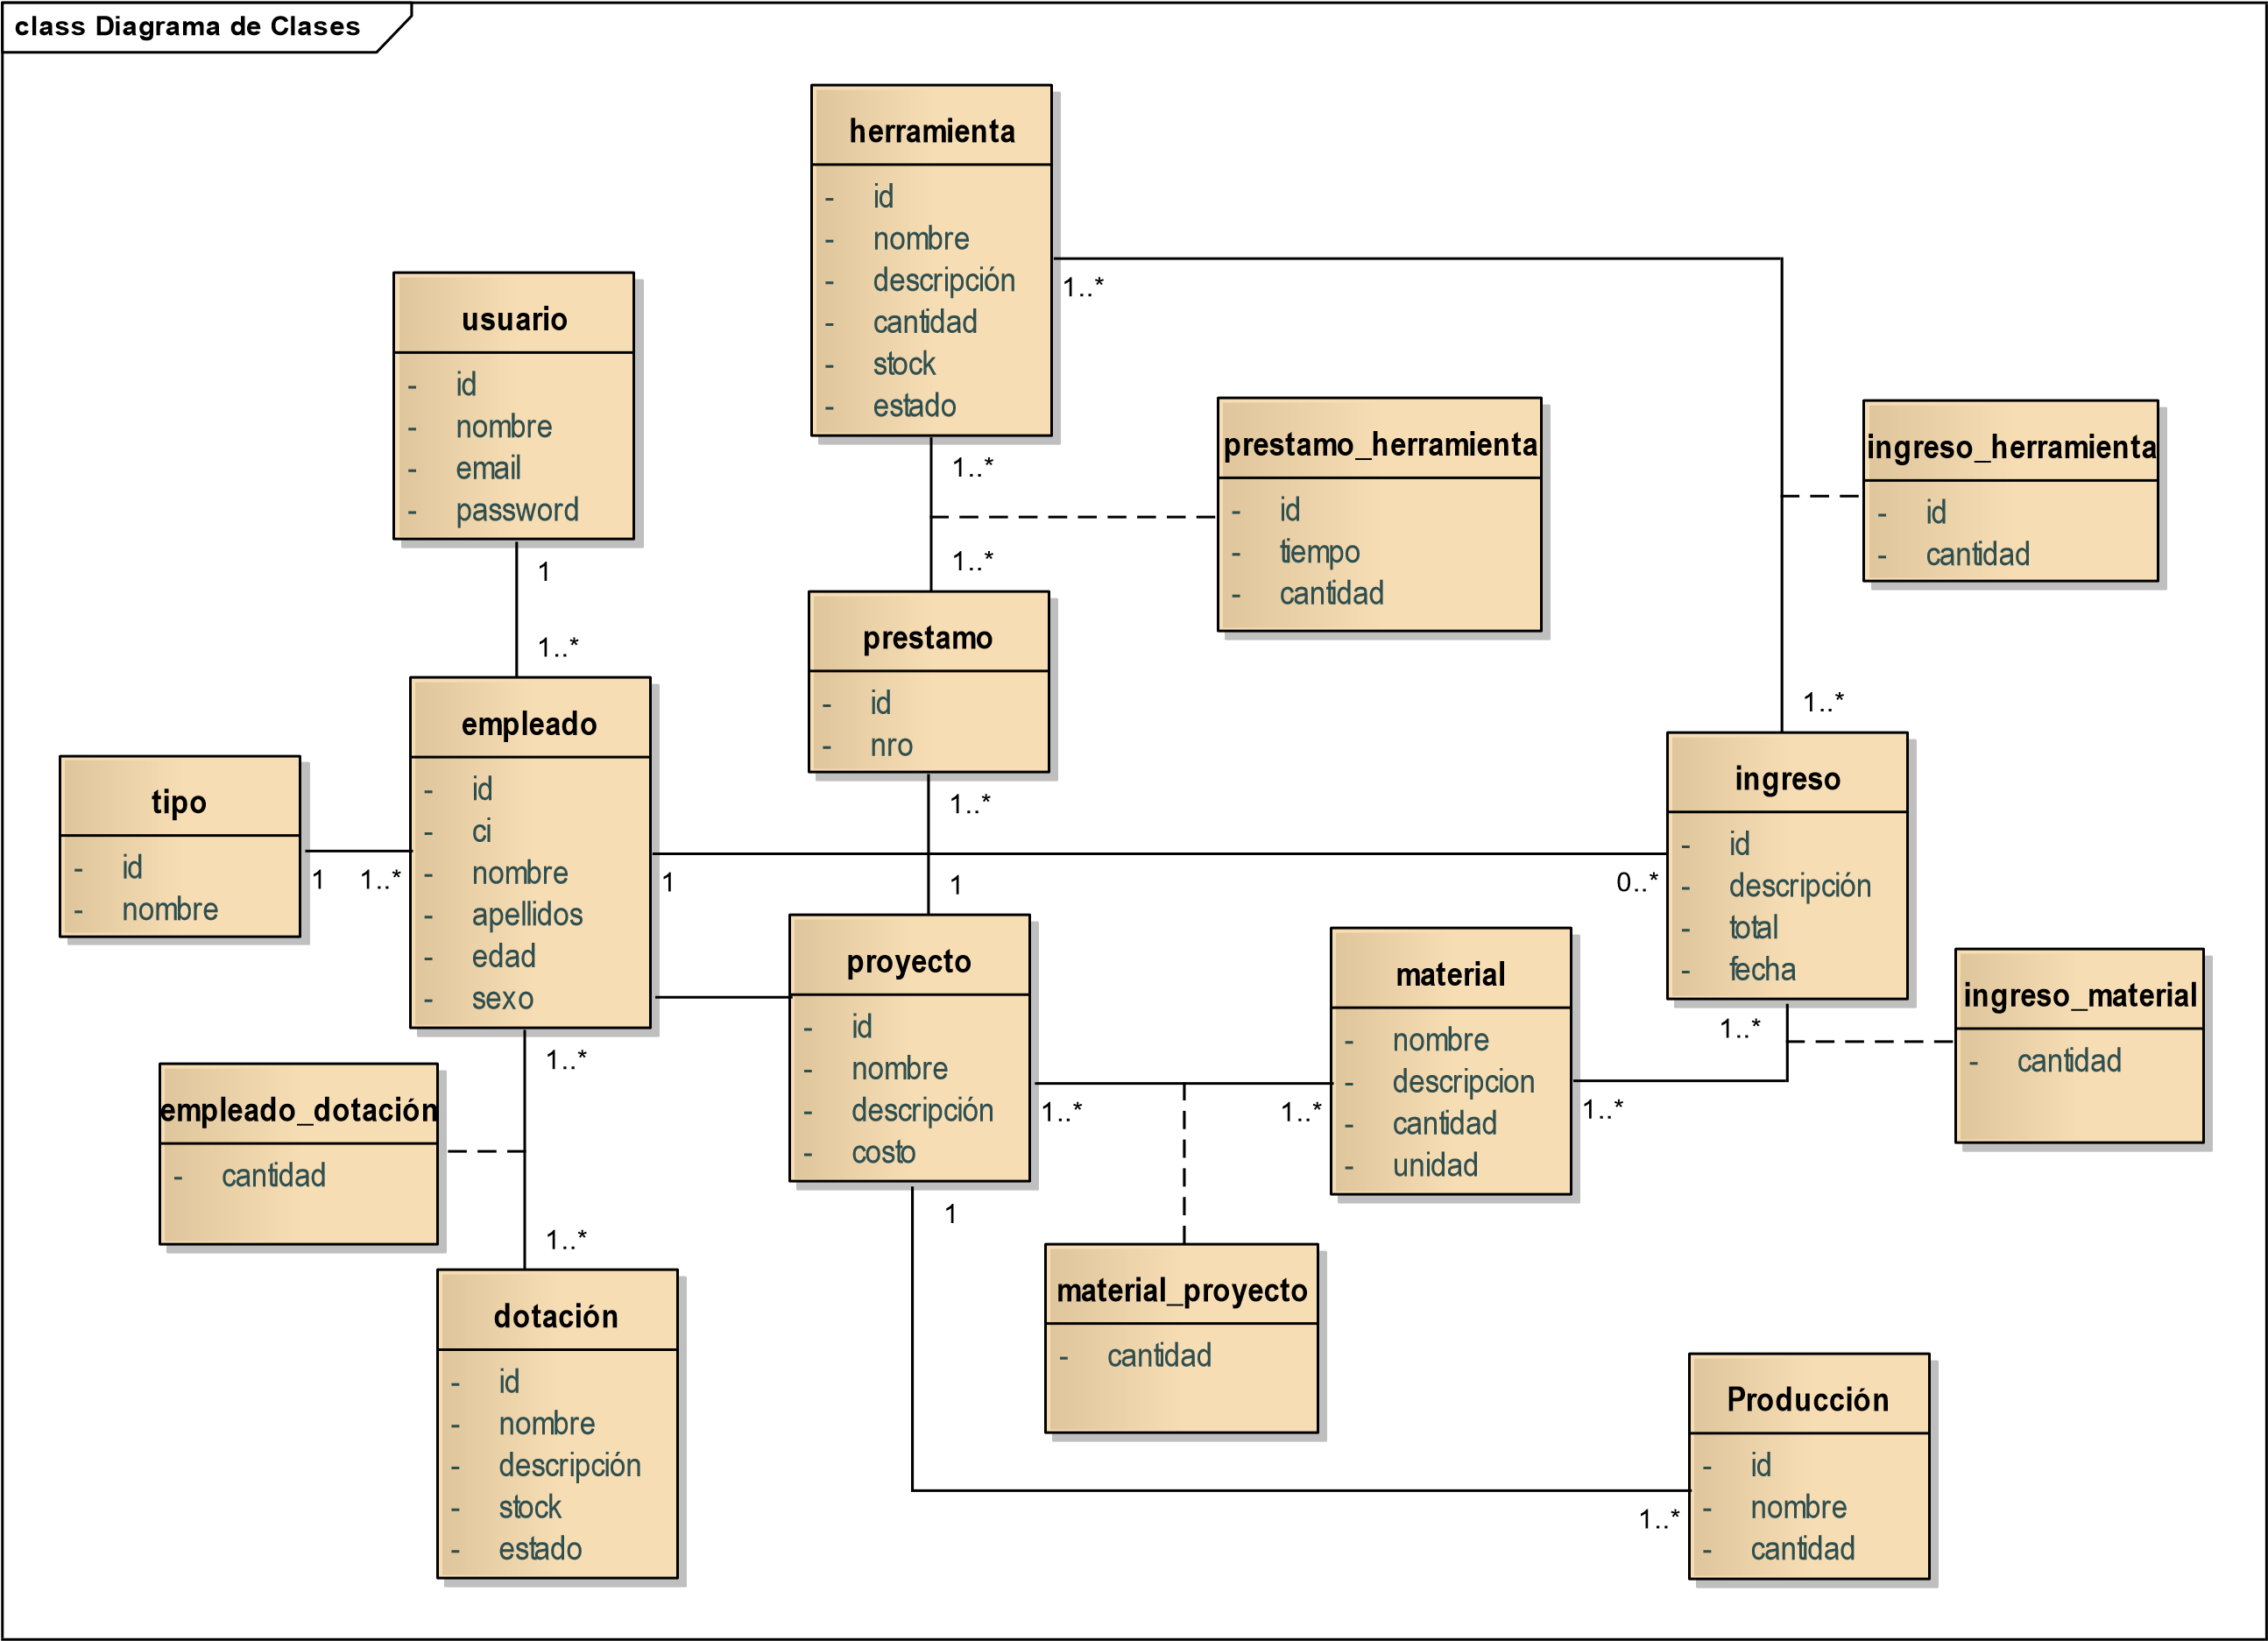 class Diagrama de Clases
herramienta
- id
- nombre
- descripción
- cantidad
- stock
- estado
1..*
1..*
1..*
usuario
- id
- nombre
- email
- password
1
1..*
prestamo_herramienta
- id
- tiempo
- cantidad
ingreso_herramienta
- id
- cantidad
prestamo
- id
- nro
1..*
1
empleado
- id
- ci
- nombre
- apellidos
- edad
- sexo
tipo
- id
- nombre
1
1..*
1
0..*
1..*
ingreso
- id
- descripción
- total
- fecha
1..*
proyecto
- id
- nombre
- descripción
- costo
1..*
1..*
1
material
- nombre
- descripcion
- cantidad
- unidad
1..*
ingreso_material
- cantidad
1..*
empleado_dotación
- cantidad
1..*
dotación
- id
- nombre
- descripción
- stock
- estado
material_proyecto
- cantidad
1..*
Producción
- id
- nombre
- cantidad